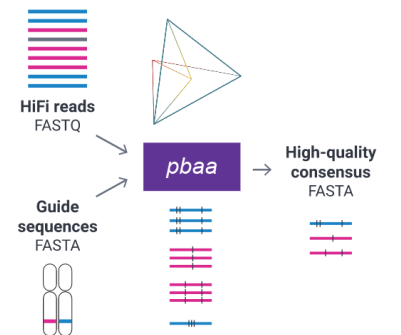 HiFi reads
FASTQ
pbaa
High-quality
consensus
FASTA
Guide
sequences
FASTA